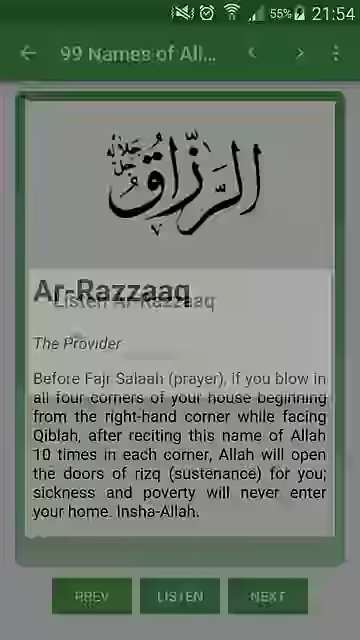 55% 21:54
99 Names of All...
الرزاق جل جلاله
Ar-Razzaaq
Listen Ar-Razzaaq
The Provider
Before Fajr Salaah (prayer), if you blow in
all four corners of your house beginning
from the right-hand corner while facing
Qiblah, after reciting this name of Allah
10 times in each corner, Allah will open
the doors of rizq (sustenance) for you;
sickness and poverty will never enter
your home. Insha-Allah.
PREV LISTEN NEXT